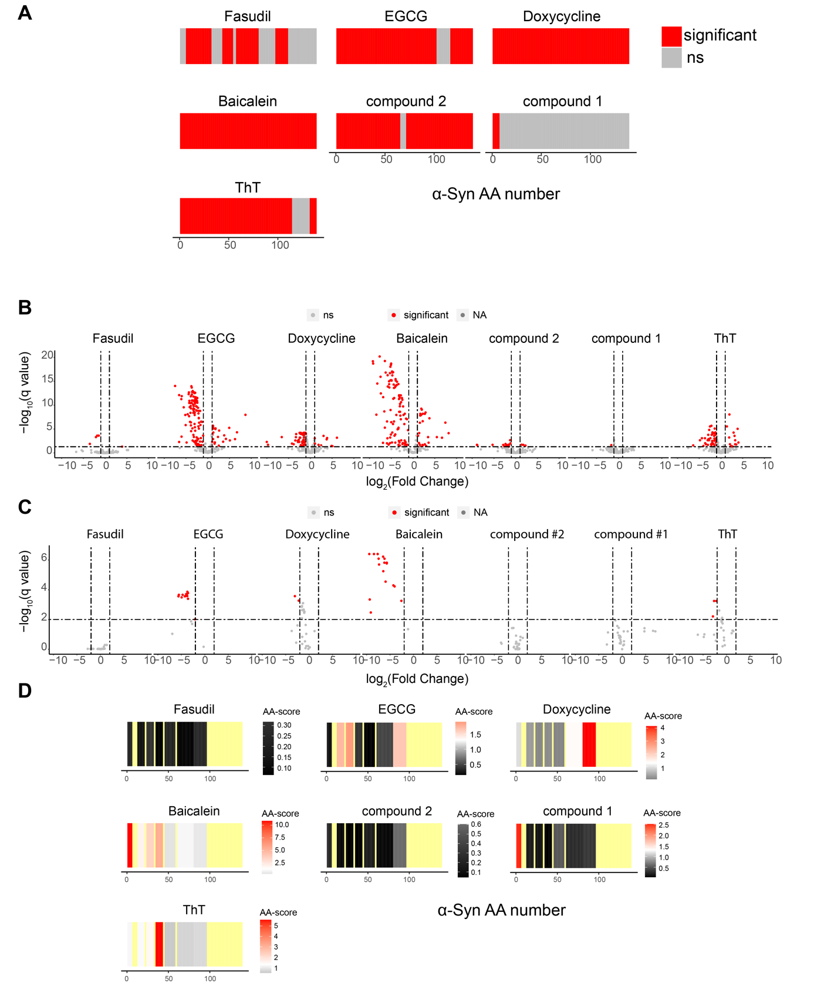 A
Fasudil
EGCG
Doxycycline
significant
ns
Baicalein
compound 2
compound 1
0 50 100
0 50 100
ThT
α-Syn AA number
0 50 100
B
ns significant NA
Fasudil EGCG Doxycycline Baicalein compound 2 compound 1 ThT
−log10(q value)
20
15
10
5
0
−10 −5 0 5 10 −10 −5 0 5 10 −10 −5 0 5 10 −10 −5 0 5 10 −10 −5 0 5 10 −10 −5 0 5 10 −10 −5 0 5 10
log2(Fold Change)
C
ns significant NA
Fasudil EGCG Doxycycline Baicalein compound #2 compound #1 ThT
−log10(q value)
6
4
2
0
−10 −5 0 5 10 −10 −5 0 5 10 −10 −5 0 5 10 −10 −5 0 5 10 −10 −5 0 5 10 −10 −5 0 5 10 −10 −5 0 5 10
log2(Fold Change)
D
Fasudil
AA-score
0.30
0.25
0.20
0.15
0.10
0 50 100
EGCG
AA-score
1.5
1.0
0.5
0 50 100
Doxycycline
AA-score
4
3
2
1
0 50 100
Baicalein
AA-score
10.0
7.5
5.0
2.5
0 50 100
compound 2
AA-score
0.6
0.5
0.4
0.3
0.2
0.1
0 50 100
compound 1
AA-score
2.5
2.0
1.5
1.0
0.5
0 50 100
ThT
AA-score
5
4
3
2
1
0 50 100
α-Syn AA number